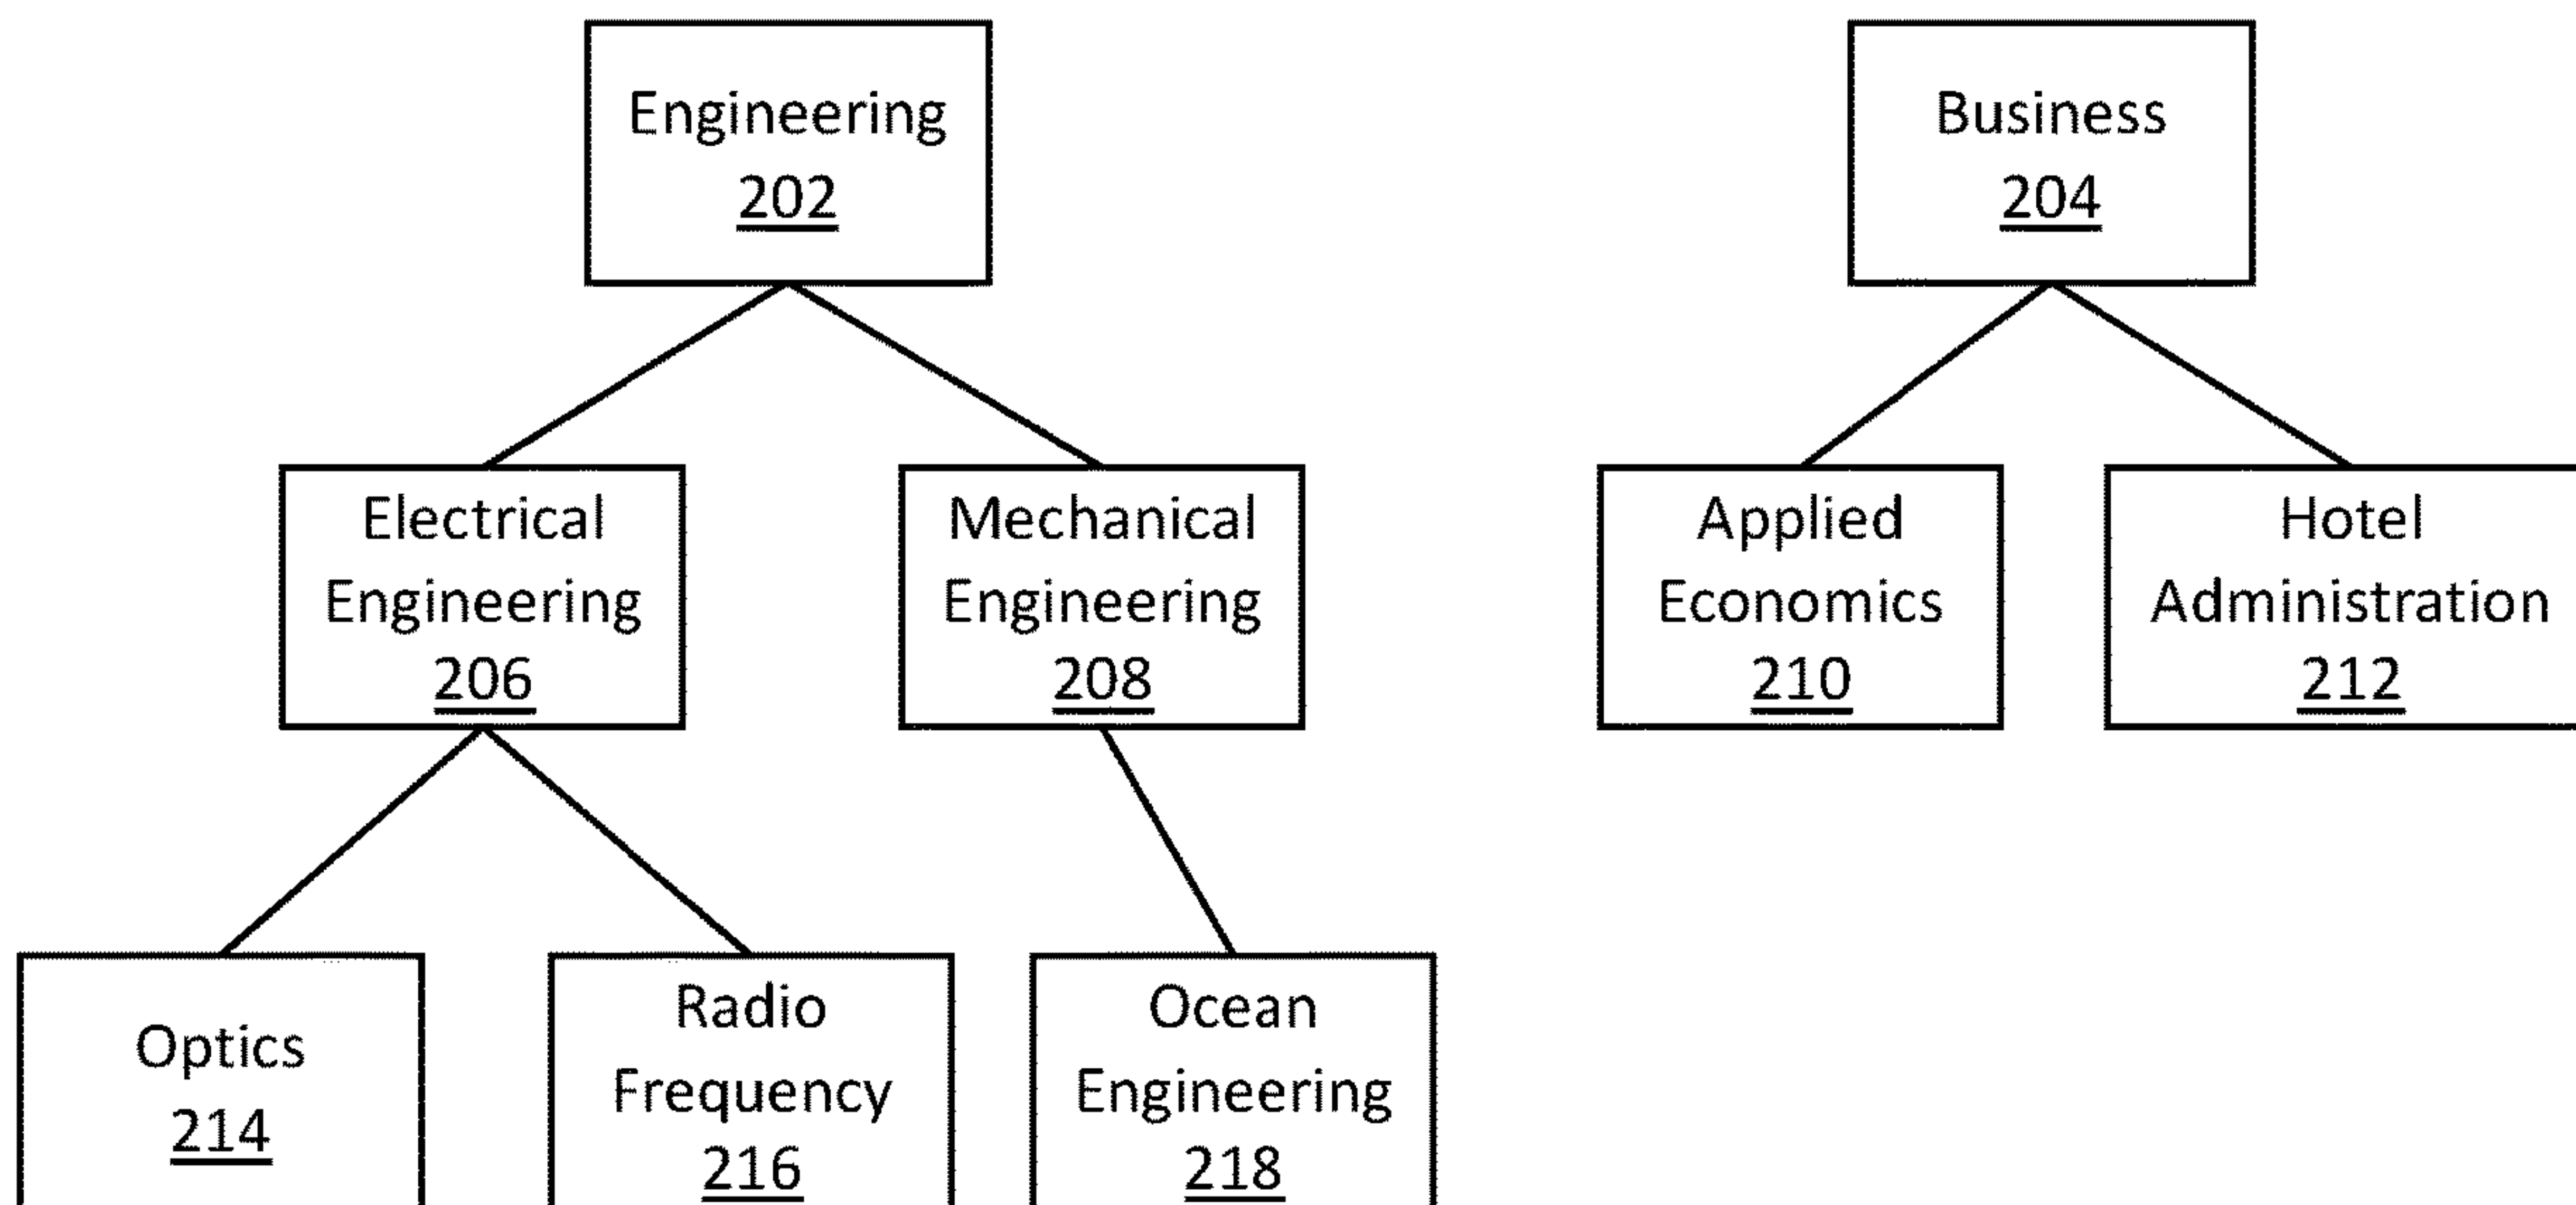 Engineering
202
Business
204
Electrical
Engineering
206
Mechanical
Engineering
208
Applied
Economics
210
Hotel
Administration
212
Optics
214
Radio
Frequency
216
Ocean
Engineering
218